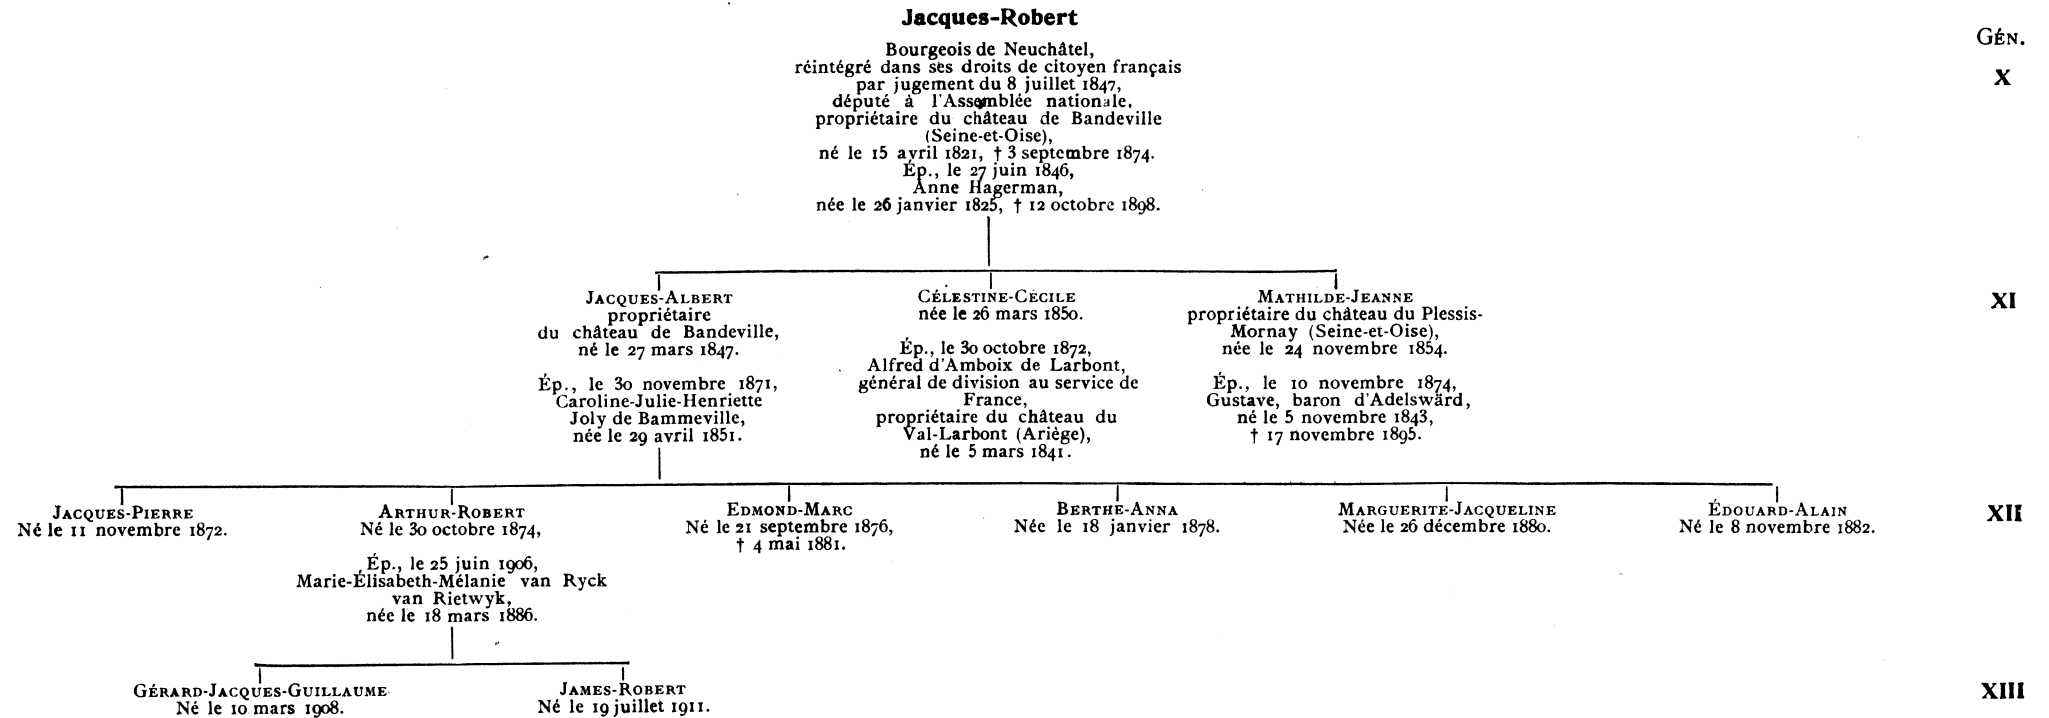 Jacques-Robert
GÉN.
Bourgeois de Neuchâtel,
réintégré dans ses droits de citoyen français
X
par jugement du 8 juillet 1847,
député à l'Assemblée nationale,
propriétaire du château de Bandeville
(Seine-et-Oise),
né le 15 avril 1821, † 3 septembre 1874.
Ép., le 27 juin 1846,
Anne Hagerman,
née le 26 janvier 1825, † 12 octobre 1898.
JACQUES-ALBERT
propriétaire
du château de Bandeville,
né le 27 mars 1847.
Ép., le 30 novembre 1871,
Caroline-Julie-Henriette
Joly de Bammeville,
née le 29 avril 1851.
CÉLESTINE-CÉCILE
née le 26 mars 1850.
Ép., le 30 octobre 1872,
Alfred d'Amboix de Larbont,
général de division au service de
France,
propriétaire du château du
Val-Larbont (Ariège),
né le 5 mars 1841.
MATHILDE-JEANNE
propriétaire du château du Plessis-
Mornay (Seine-et-Oise),
née le 24 novembre 1854.
Ép., le 10 novembre 1874,
Gustave, baron d'Adelswärd,
né le 5 novembre 1843,
† 17 novembre 1895.
XI
JACQUES-PIERRE
Né le 11 novembre 1872.
ARTHUR-ROBERT
Né le 30 octobre 1874,
Ép., le 25 juin 1906,
Marie-Élisabeth-Mélanie van Ryck
van Rietwyk,
née le 18 mars 1886.
EDMOND-MARC
Né le 21 septembre 1876,
† 4 mai 1881.
BERTHE-ANNA
Née le 18 janvier 1878.
MARGUERITE-JACQUELINE
Née le 26 décembre 1880.
ÉDOUARD-ALAIN
Né le 8 novembre 1882.
XII
GÉRARD-JACQUES-GUILLAUME
Né le 10 mars 1908.
JAMES-ROBERT
Né le 19 juillet 1911.
XIII